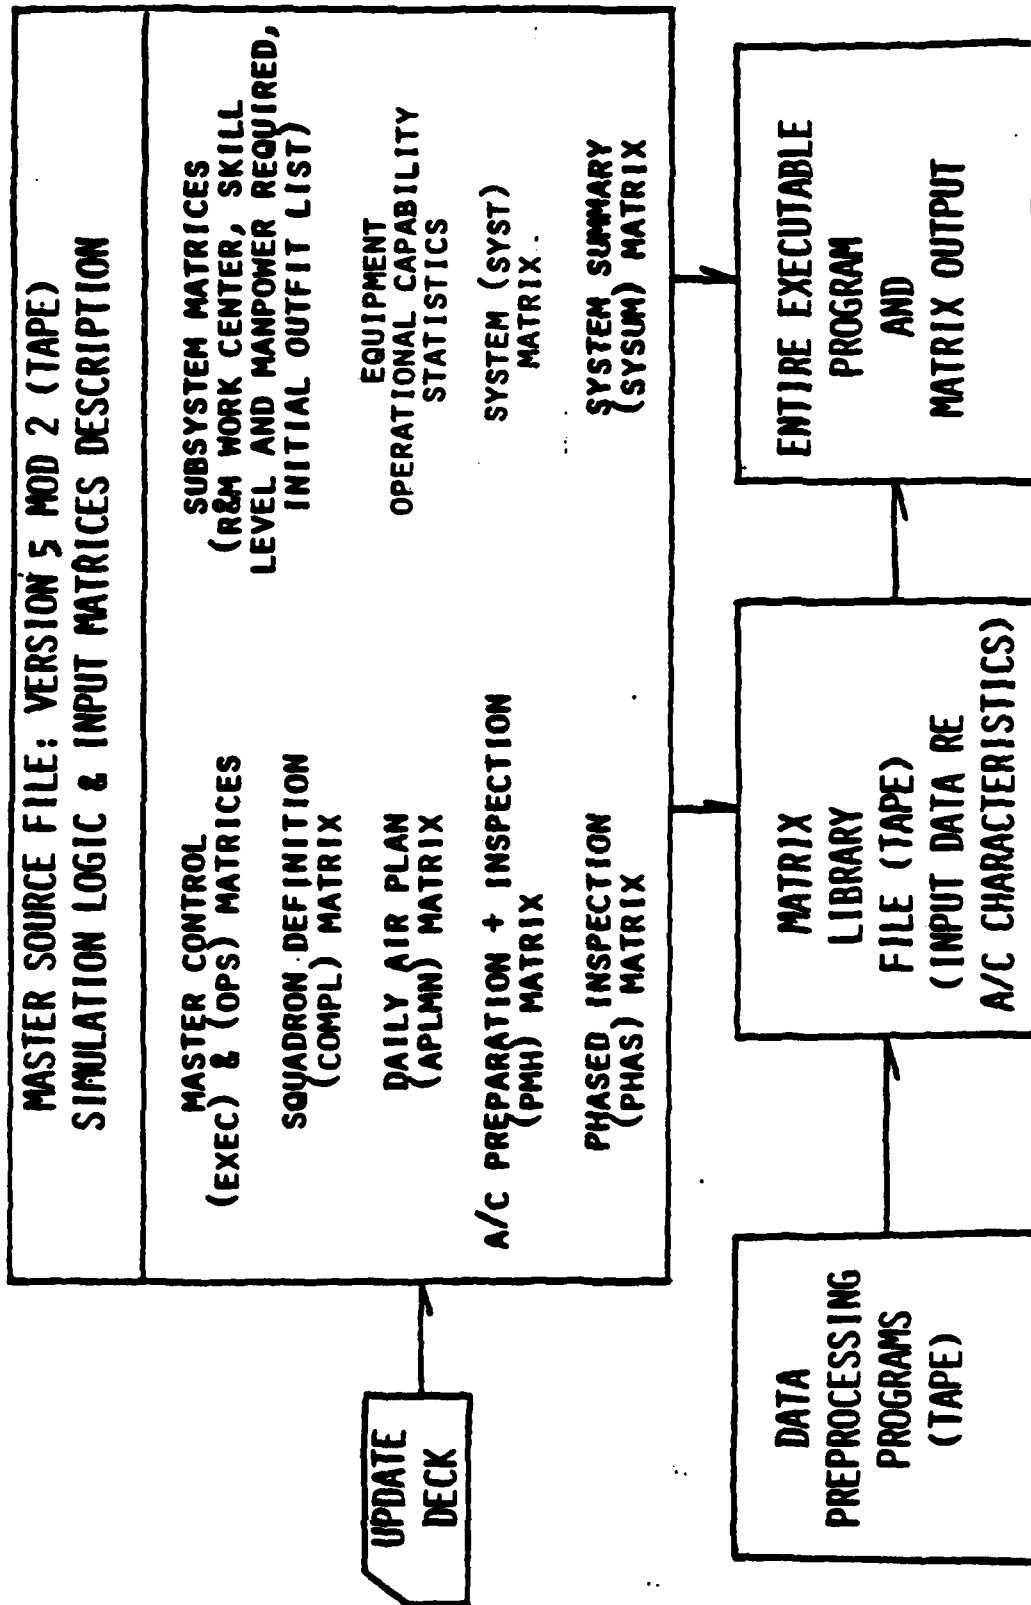 MASTER SOURCE FILE: VERSION 5 MOD 2 (TAPE)
SIMULATION LOGIC & INPUT MATRICES DESCRIPTION
MASTER CONTROL
(EXEC) & (OPS) MATRICES
SQUADRON DEFINITION
(COMPL) MATRIX
DAILY AIR PLAN
(APLMN) MATRIX
A/C PREPARATION + INSPECTION
(PMH) MATRIX
PHASED INSPECTION
(PHAS) MATRIX
SUBSYSTEM MATRICES
(R&M WORK CENTER, SKILL
LEVEL AND MANPOWER REQUIRED,
INITIAL OUTFIT LIST)
EQUIPMENT
OPERATIONAL CAPABILITY
STATISTICS
SYSTEM (SYST)
MATRIX
SYSTEM SUMMARY
(SYSUM) MATRIX
UPDATE
DECK
DATA
PREPROCESSING
PROGRAMS
(TAPE)
MATRIX
LIBRARY
FILE (TAPE)
(INPUT DATA RE
A/C CHARACTERISTICS)
ENTIRE EXECUTABLE
PROGRAM
AND
MATRIX OUTPUT